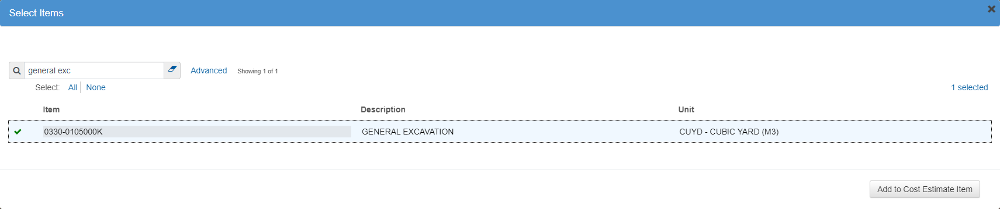 Select Items
general exc
Advanced
Showing 1 of 1
Select: All None
1 selected
Item Description Unit
0330-0105000K GENERAL EXCAVATION CUYD - CUBIC YARD (M3)
Add to Cost Estimate Item